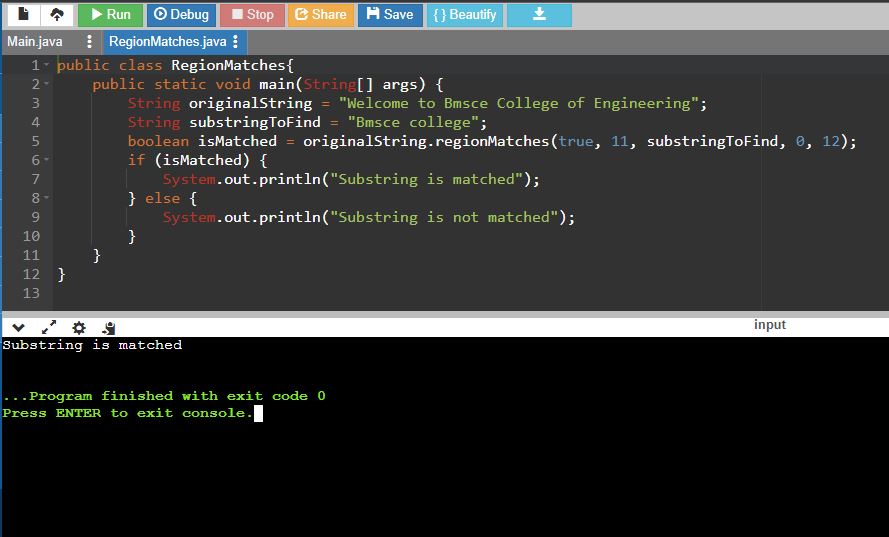 Run Debug Stop Share Save { } Beautify
Main.java RegionMatches.java
1 public class RegionMatches{
2     public static void main(String[] args) {
3         String originalString = "Welcome to Bmsce College of Engineering";
4         String substringToFind = "Bmsce college";
5         boolean isMatched = originalString.regionMatches(true, 11, substringToFind, 0, 12);
6         if (isMatched) {
7             System.out.println("Substring is matched");
8         } else {
9             System.out.println("Substring is not matched");
10         }
11     }
12 }
13
input
Substring is matched
...Program finished with exit code 0
Press ENTER to exit console.